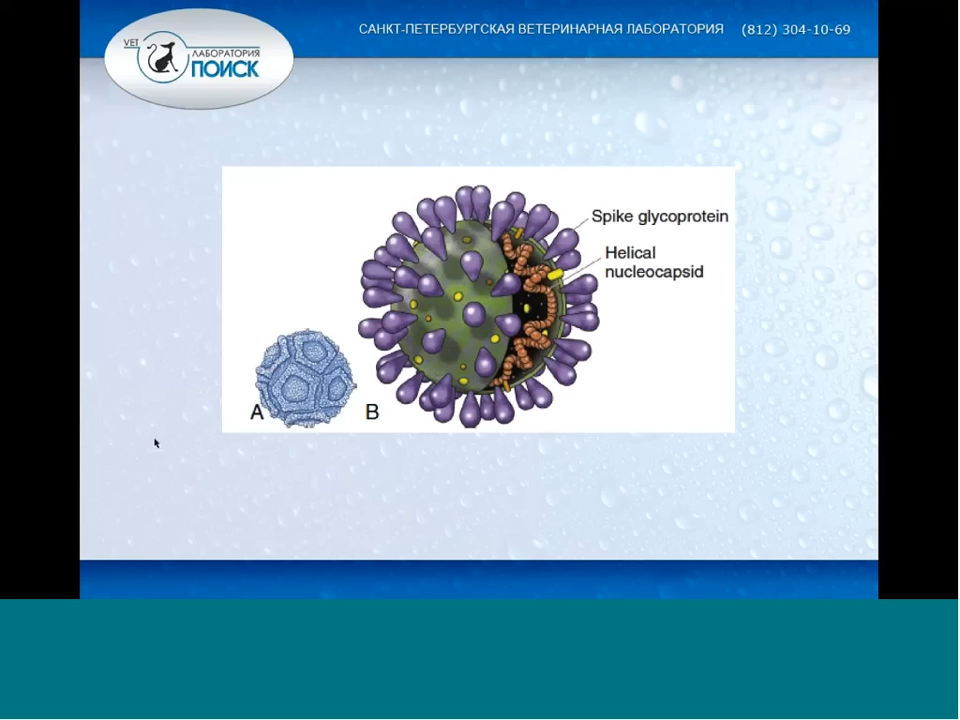 VET
ЛАБОРАТОРИЯ
ПОИСК
САНКТ-ПЕТЕРБУРГСКАЯ ВЕТЕРИНАРНАЯ ЛАБОРАТОРИЯ (812) 304-10-69
Spike glycoprotein
Helical
nucleocapsid
A B